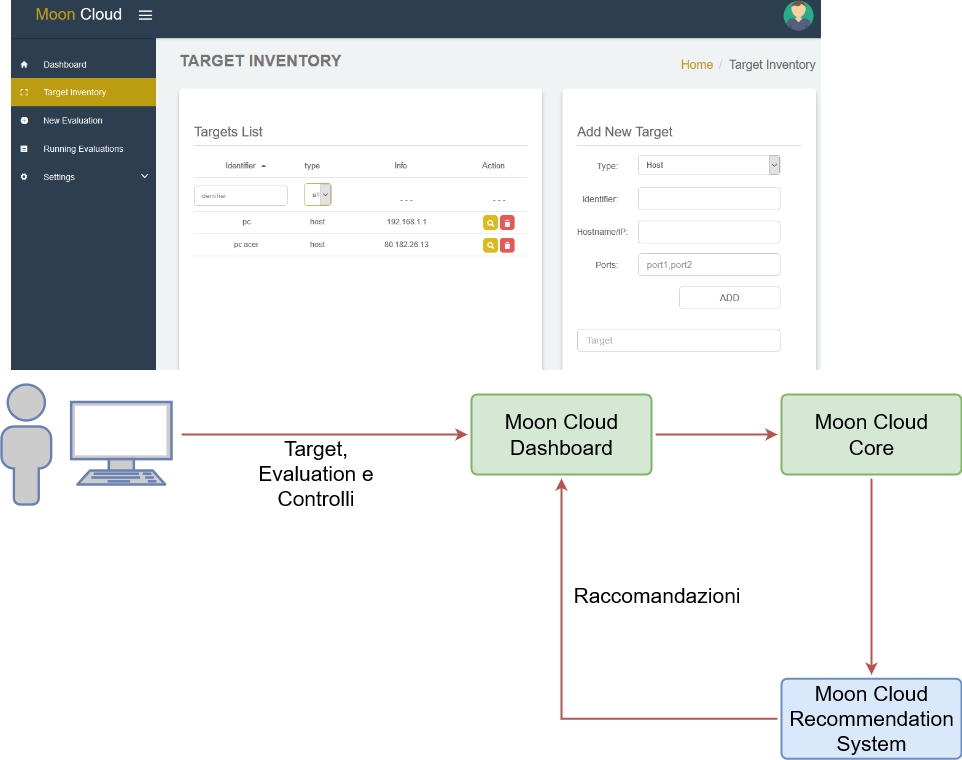 Moon Cloud
TARGET INVENTORY
Home / Target Inventory
Dashboard
Target Inventory
New Evaluation
Running Evaluations
Settings
Targets List
Identifier type Info Action
identifier - - - - - -
pc host 192.168.1.1
pc acer host 80.182.26.13
Add New Target
Type: Host
Identifier:
Hostname/IP:
Ports: port1,port2
ADD
Target
Target,
Evaluation e
Controlli
Moon Cloud
Dashboard
Moon Cloud
Core
Raccomandazioni
Moon Cloud
Recommendation
System